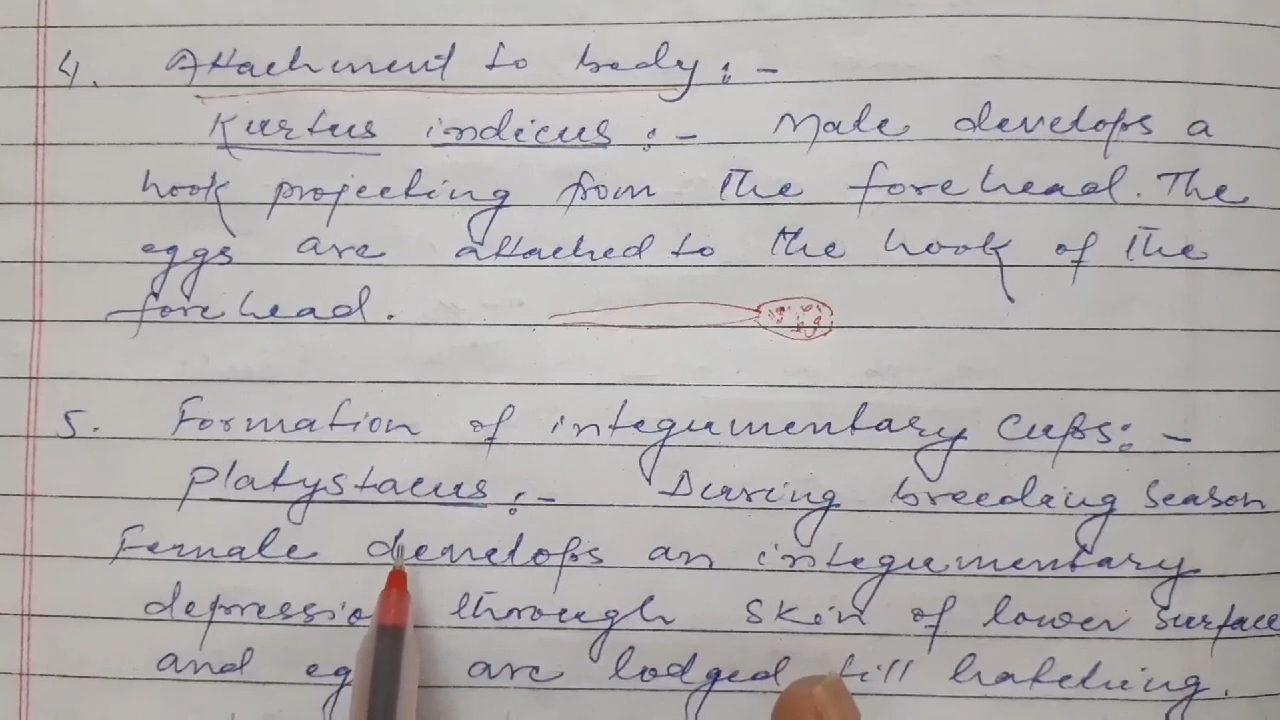 4. Attachment to body : -
Kurtus indicus : - Male develops a
hook projecting from the forehead. The
eggs are attached to the hook of the
forehead.
5. Formation of integumentary cups: -
Platystacus : - During breeding season
Female develops an integumentary
depressio through skin of lower surface
and eg are lodged till hatching.